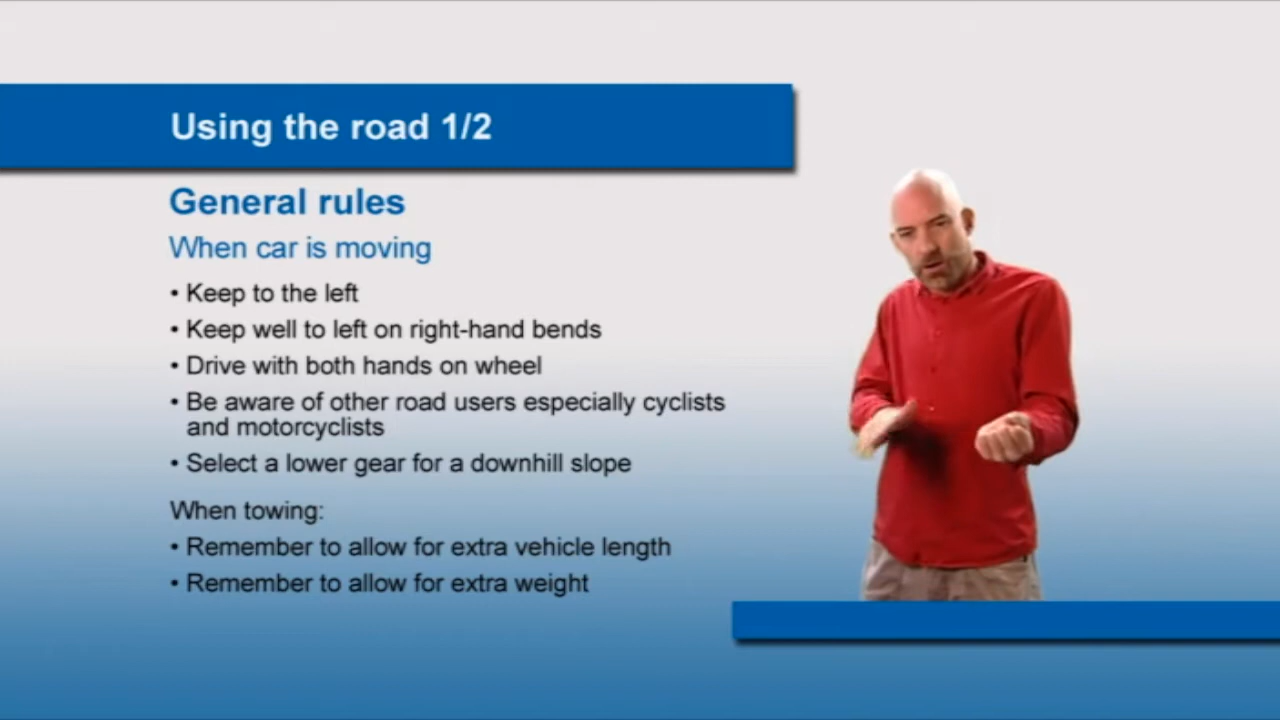 Using the road 1/2
General rules
When car is moving
• Keep to the left
• Keep well to left on right-hand bends
• Drive with both hands on wheel
• Be aware of other road users especially cyclists
and motorcyclists
• Select a lower gear for a downhill slope
When towing:
• Remember to allow for extra vehicle length
• Remember to allow for extra weight